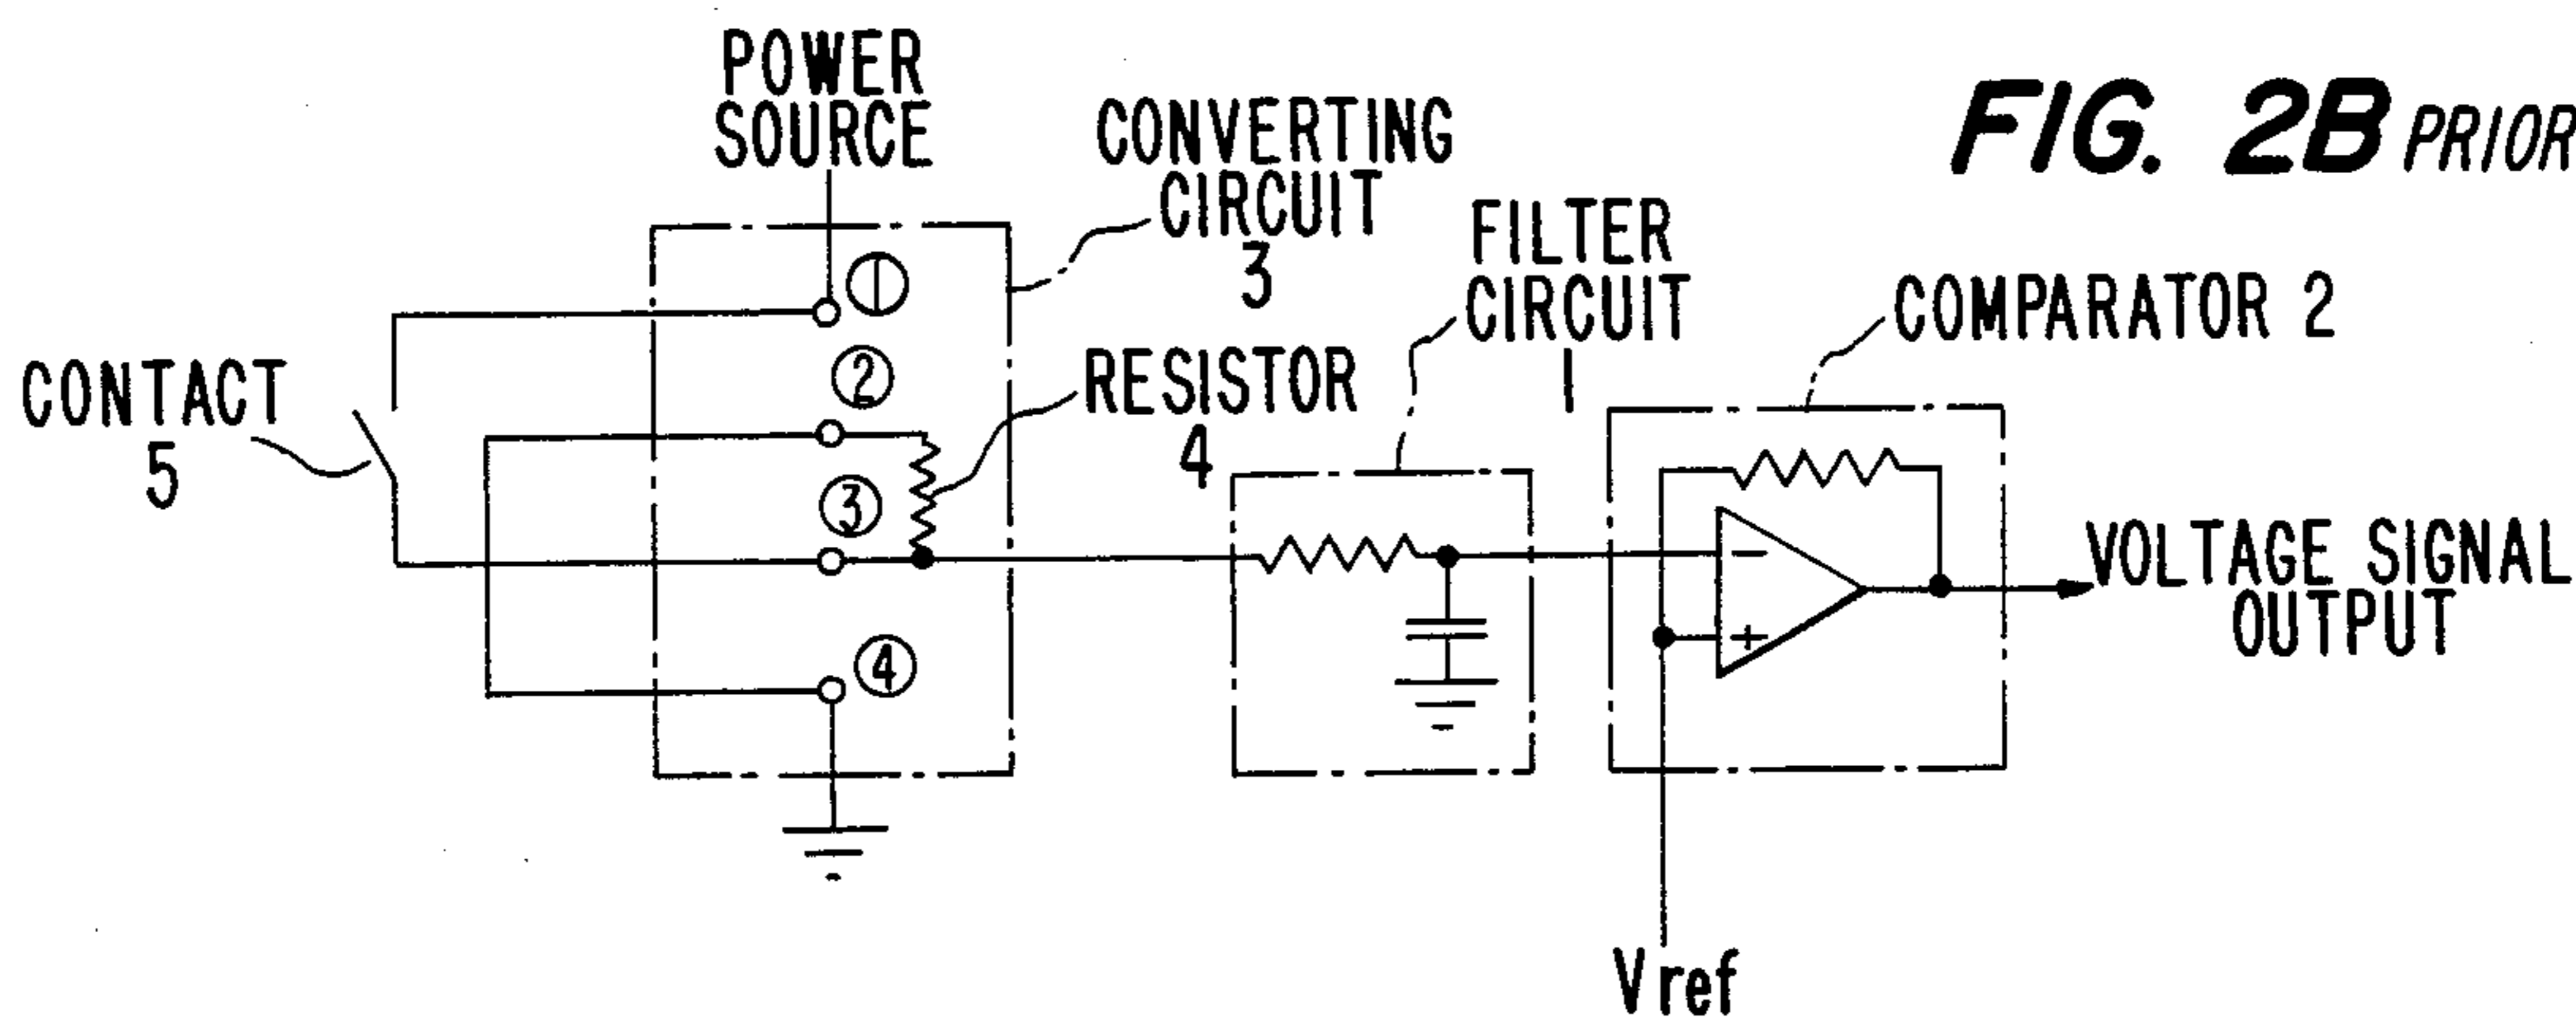 FIG. 2B PRIOR
POWER
SOURCE
CONVERTING
CIRCUIT
3
FILTER
CIRCUIT
1
COMPARATOR 2
CONTACT
5
RESISTOR
4
①
②
③
④
−
+
VOLTAGE SIGNAL
OUTPUT
Vref